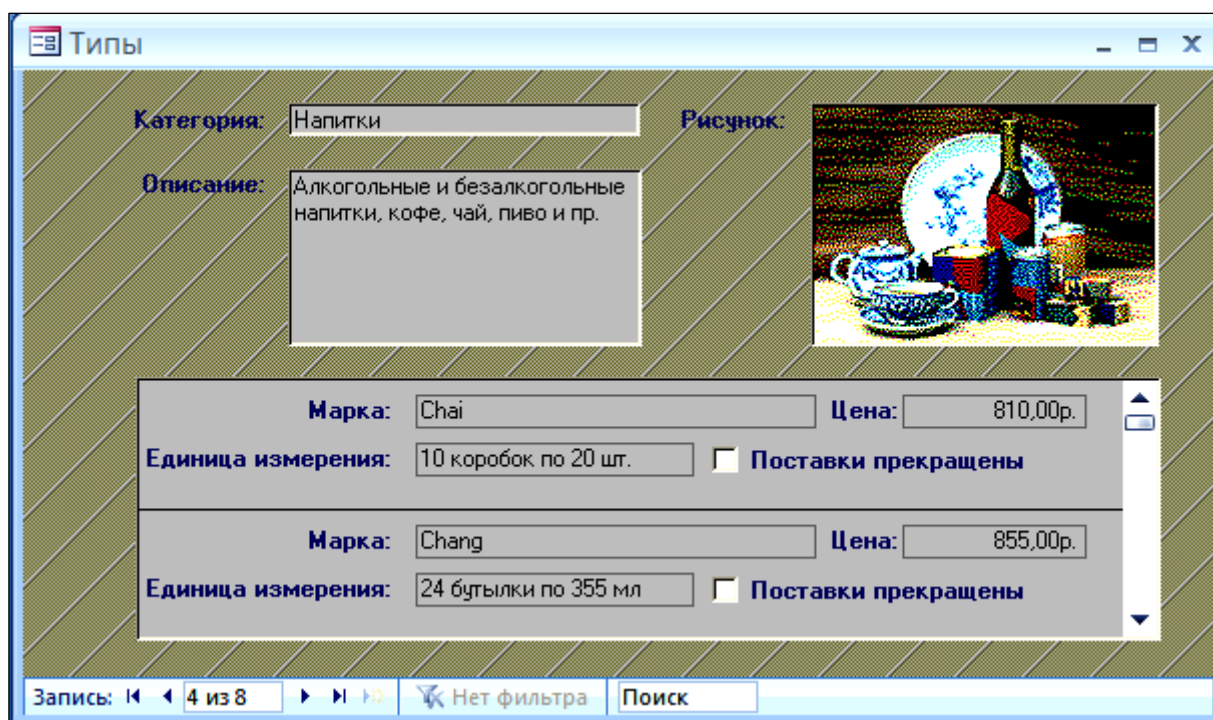 Типы
Категория: Напитки Рисунок:
Описание: Алкогольные и безалкогольные
напитки, кофе, чай, пиво и пр.
Марка: Chai Цена: 810,00р.
Единица измерения: 10 коробок по 20 шт. Поставки прекращены
Марка: Chang Цена: 855,00р.
Единица измерения: 24 бутылки по 355 мл Поставки прекращены
Запись: 4 из 8 Нет фильтра Поиск